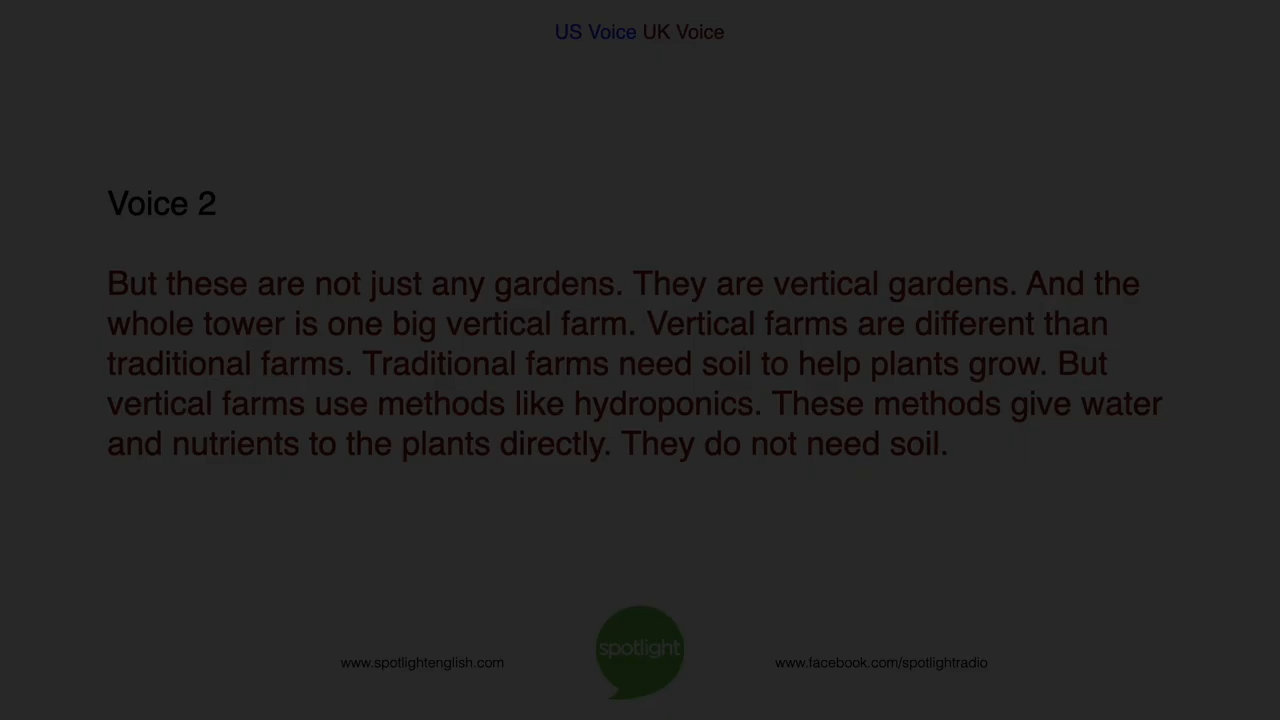 US Voice UK Voice
Voice 2
But these are not just any gardens. They are vertical gardens. And the
whole tower is one big vertical farm. Vertical farms are different than
traditional farms. Traditional farms need soil to help plants grow. But
vertical farms use methods like hydroponics. These methods give water
and nutrients to the plants directly. They do not need soil.
spotlight
www.spotlightenglish.com
www.facebook.com/spotlightradio